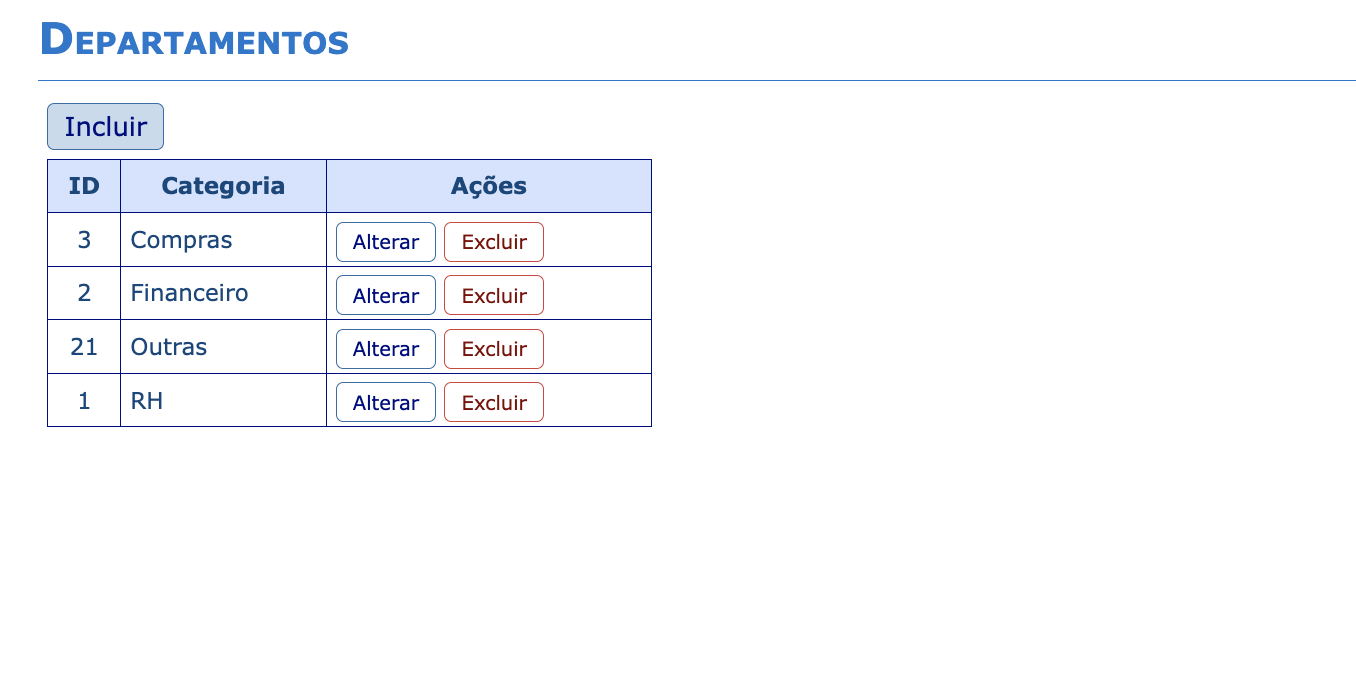 Departamentos
Incluir
ID Categoria Ações
3 Compras Alterar Excluir
2 Financeiro Alterar Excluir
21 Outras Alterar Excluir
1 RH Alterar Excluir